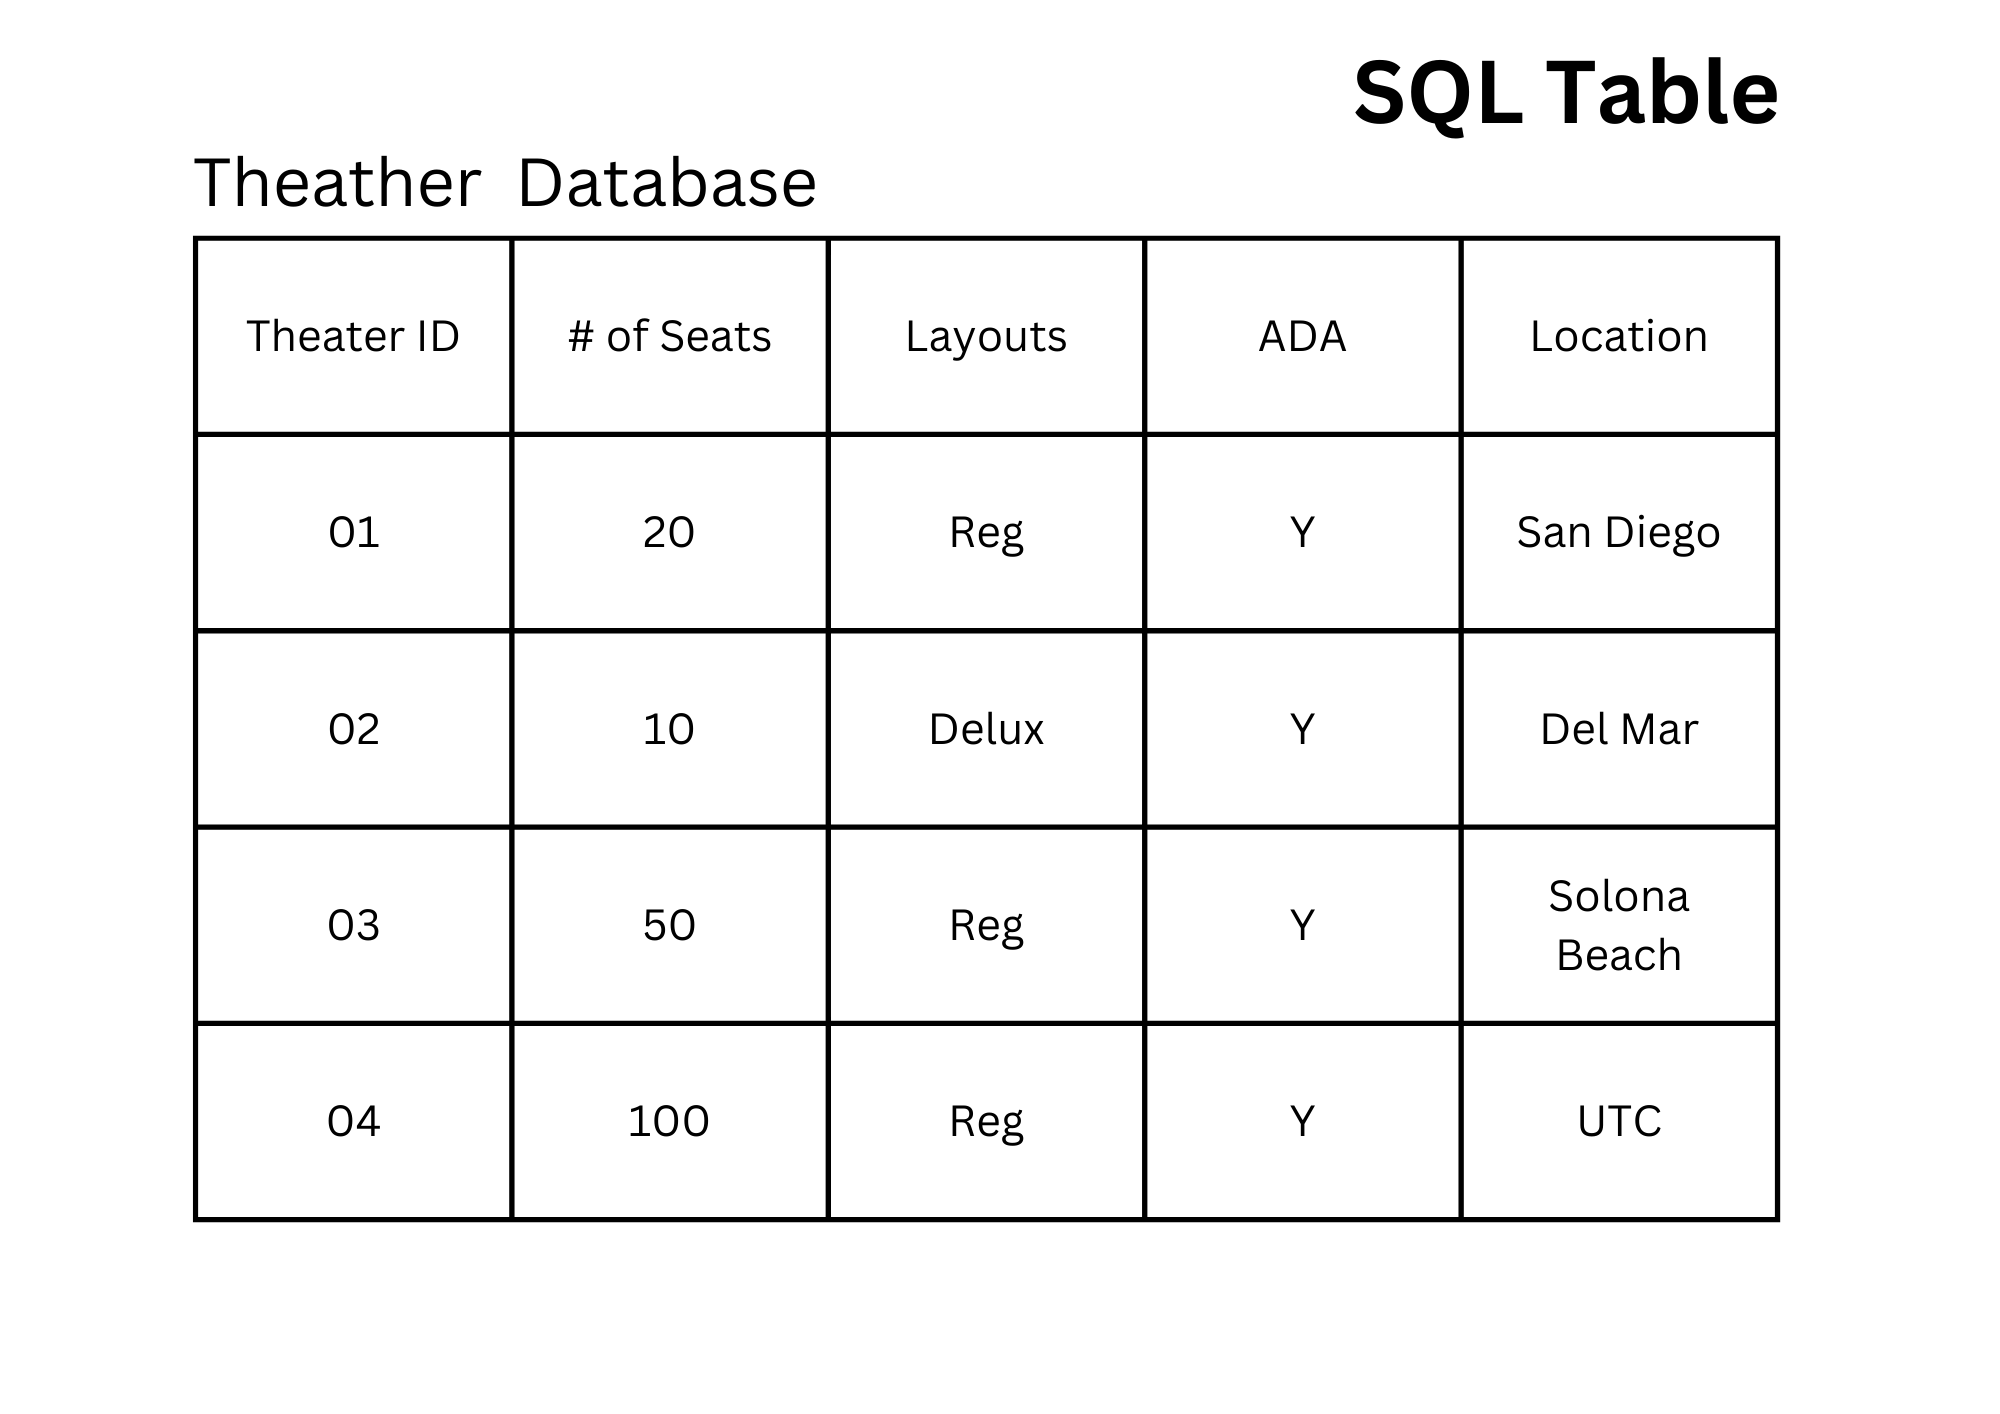 SQL Table
Theather Database
Theater ID # of Seats Layouts ADA Location
01 20 Reg Y San Diego
02 10 Delux Y Del Mar
03 50 Reg Y Solona
Beach
04 100 Reg Y UTC